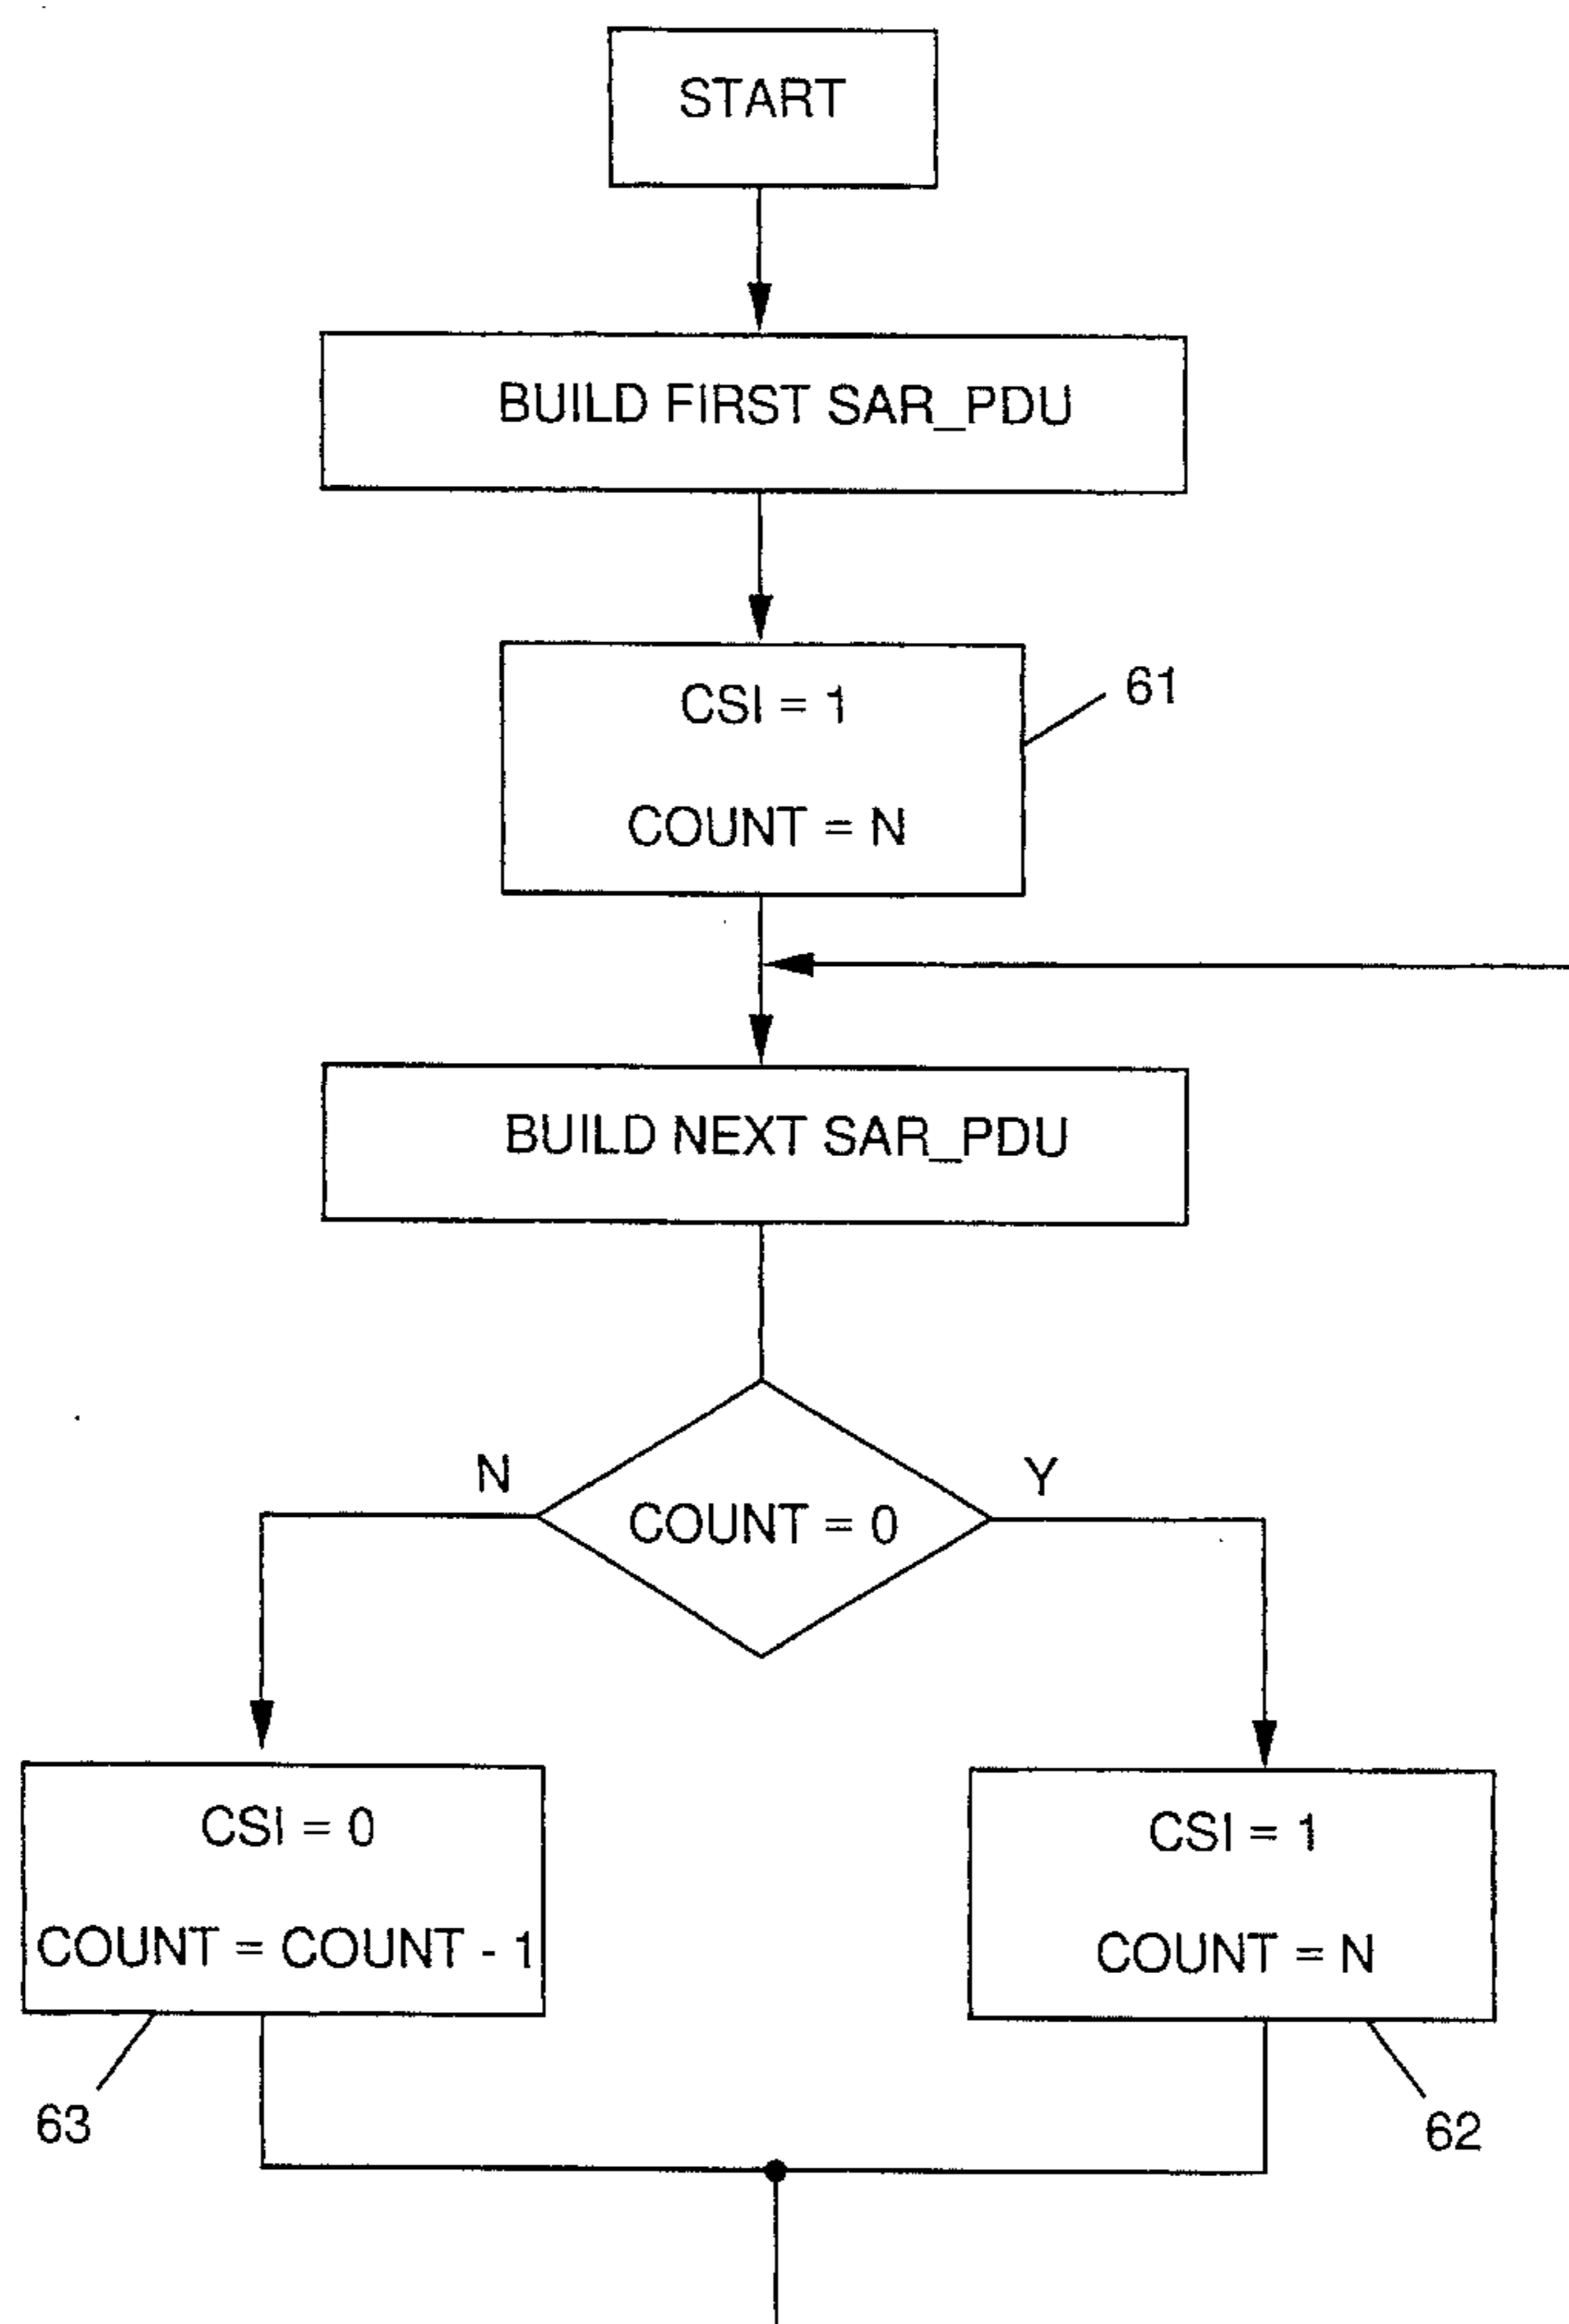 START
BUILD FIRST SAR_PDU
CSI = 1
COUNT = N
61
BUILD NEXT SAR_PDU
N
Y
COUNT = 0
CSI = 0
COUNT = COUNT - 1
CSI = 1
COUNT = N
63
62